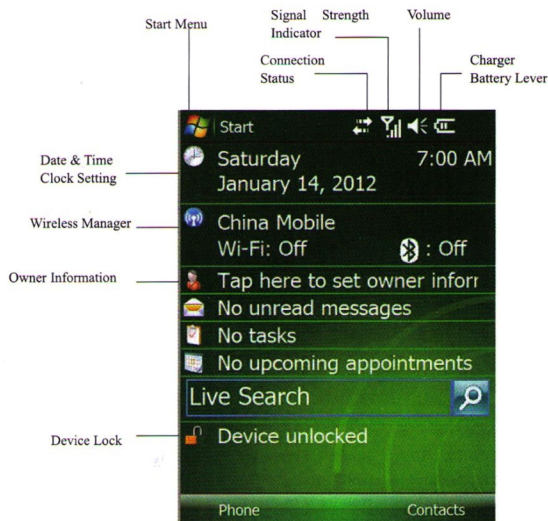 Signal Strength
Indicator
Volume
Start Menu
Connection
Status
Charger
Battery Lever
Start
Saturday 7:00 AM
January 14, 2012
Date & Time
Clock Setting
China Mobile
Wireless Manager
Wi-Fi: Off : Off
Owner Information
Tap here to set owner inforr
No unread messages
No tasks
No upcoming appointments
Live Search
Device Lock
Device unlocked
Phone Contacts